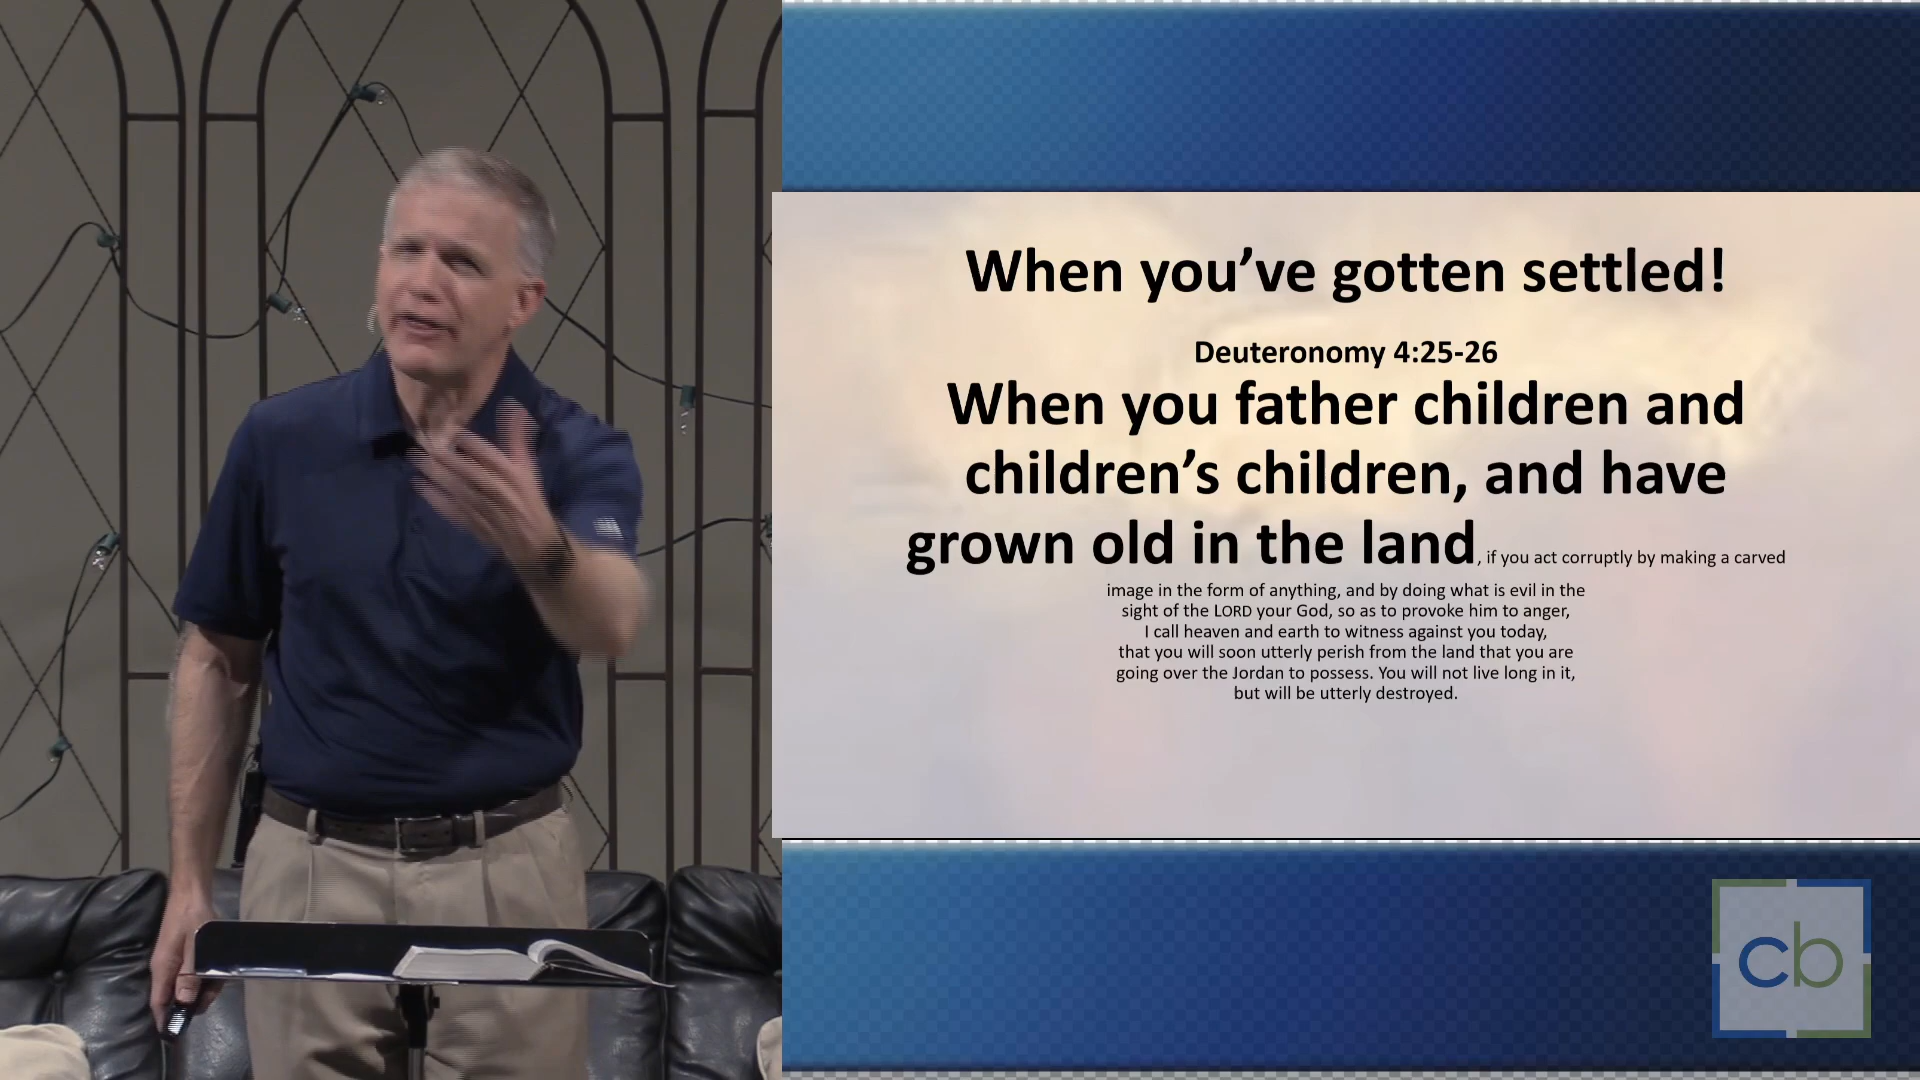 When you’ve gotten settled!
Deuteronomy 4:25-26
When you father children and
children’s children, and have
grown old in the land, if you act corruptly by making a carved
image in the form of anything, and by doing what is evil in the
sight of the LORD your God, so as to provoke him to anger,
I call heaven and earth to witness against you today,
that you will soon utterly perish from the land that you are
going over the Jordan to possess. You will not live long in it,
but will be utterly destroyed.
cb